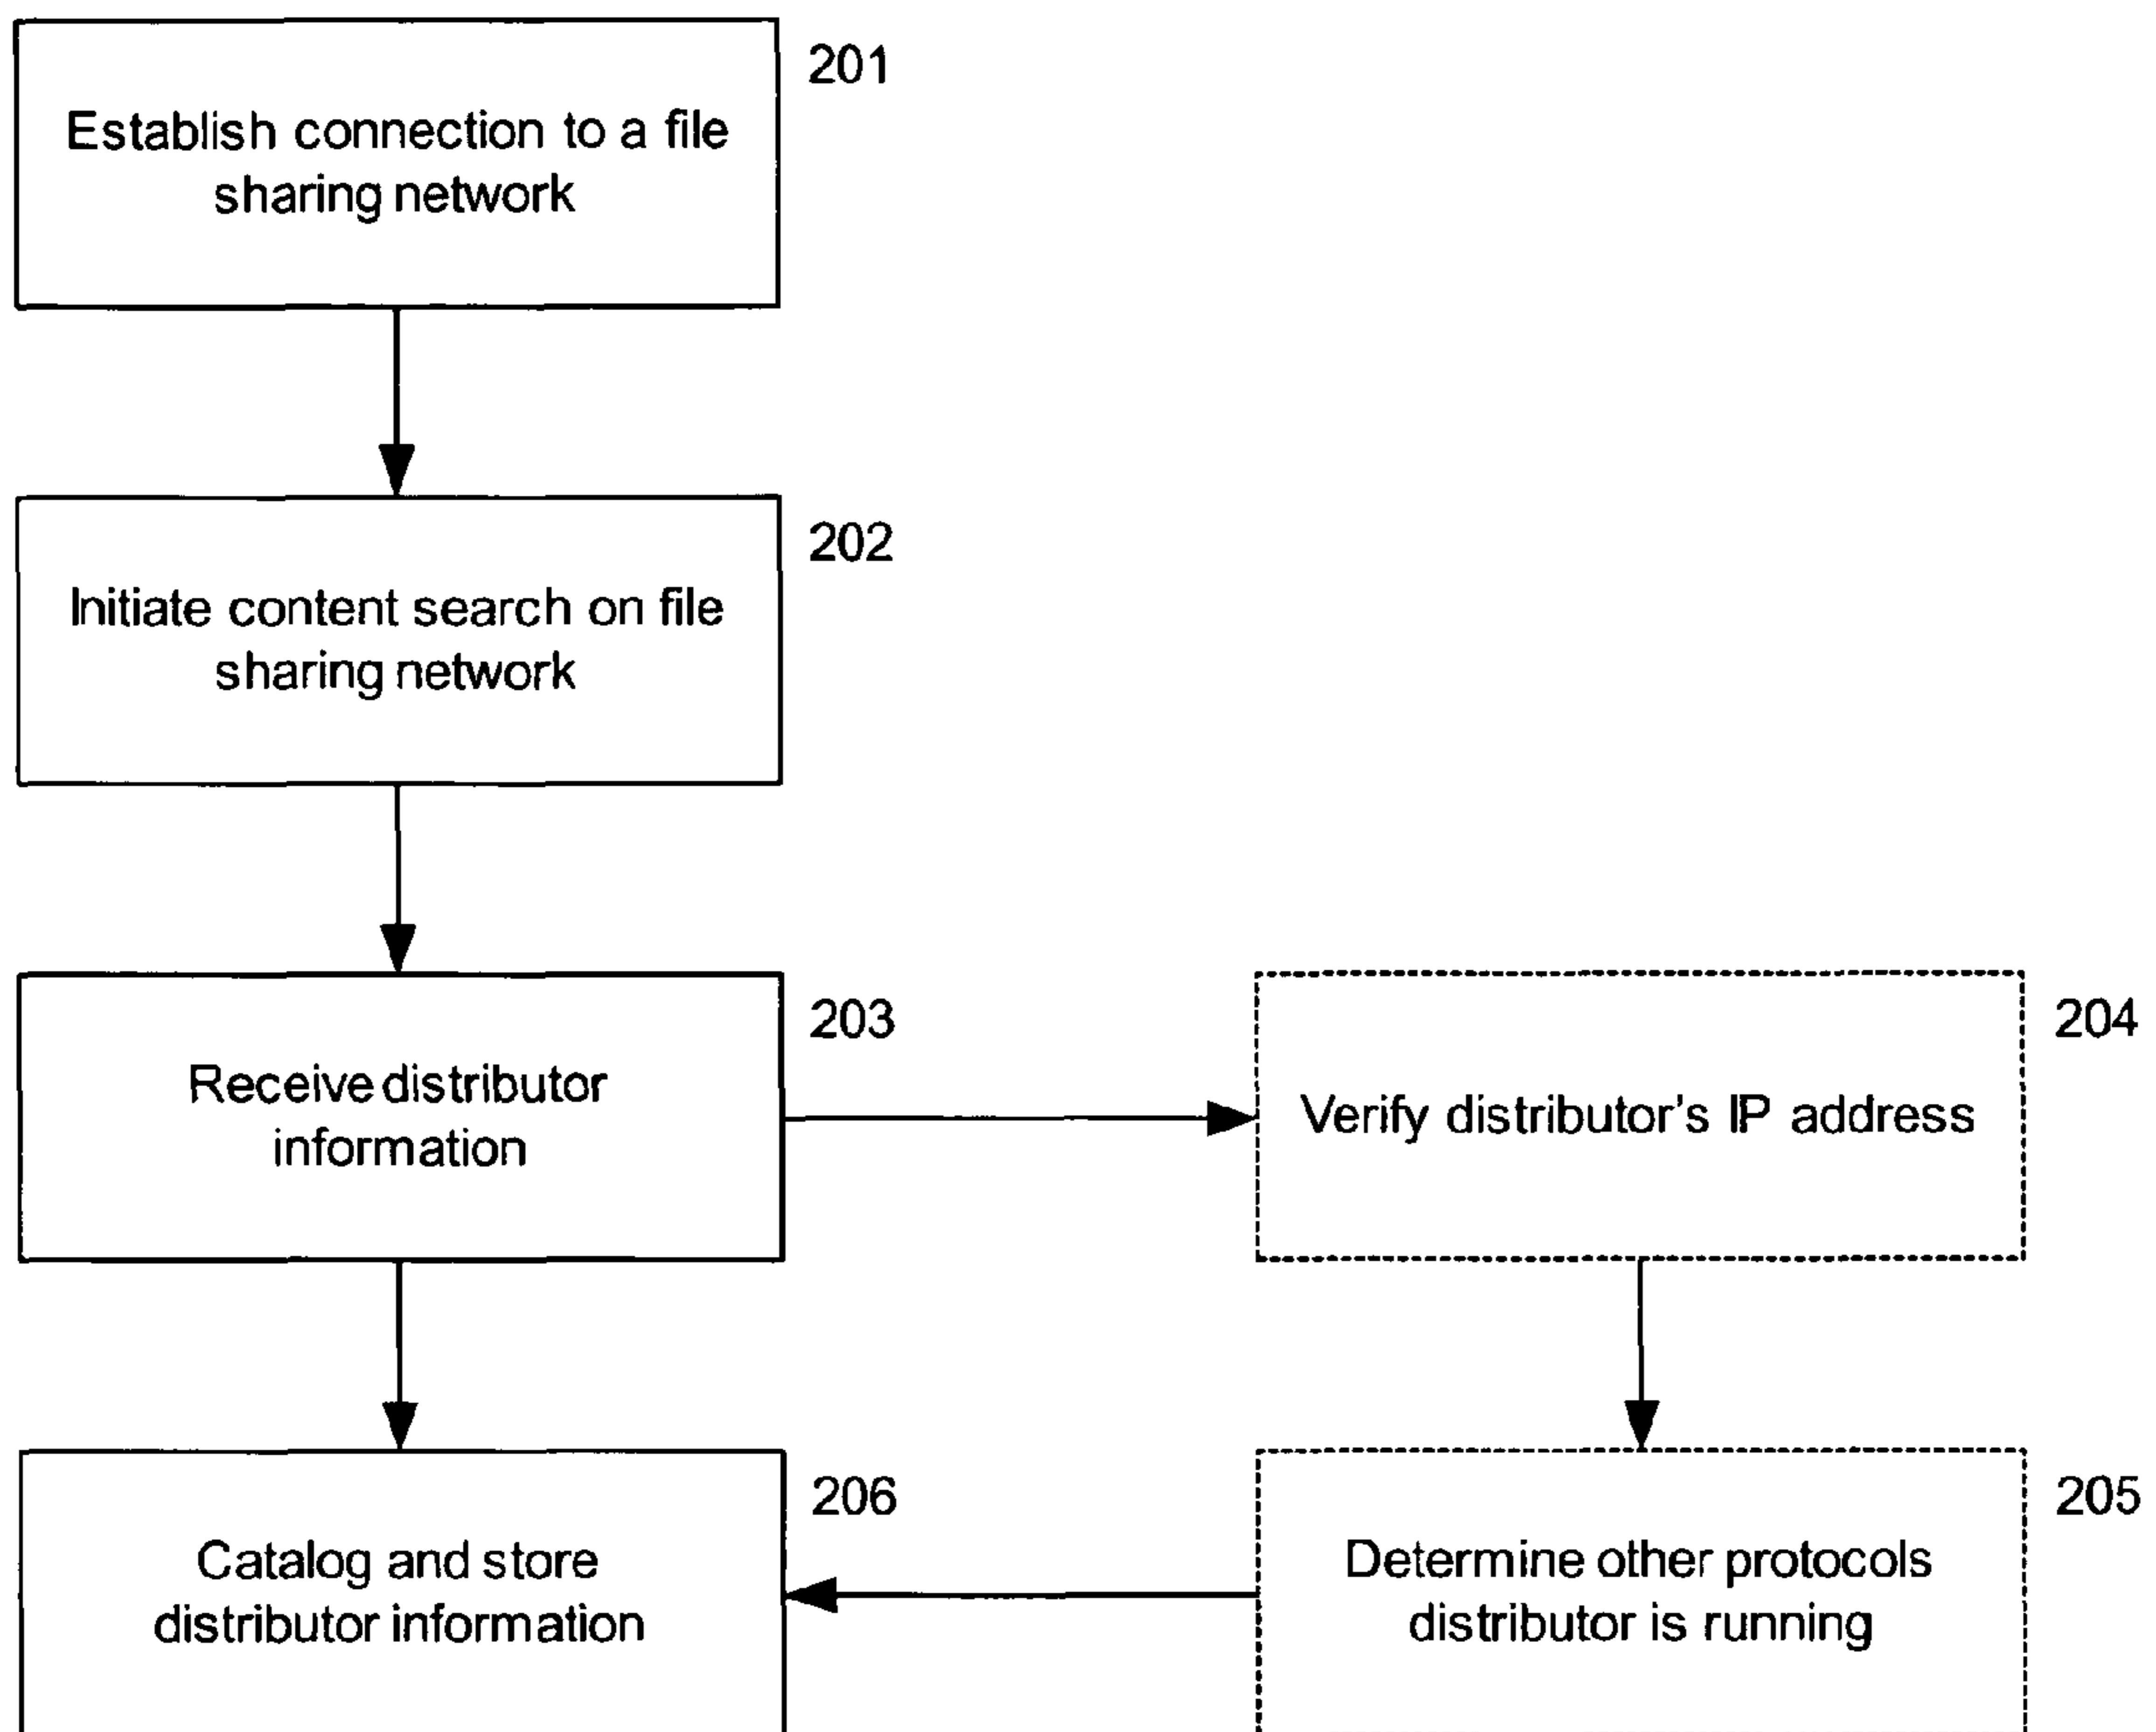 201
Establish connection to a file
sharing network
202
Initiate content search on file
sharing network
203
Receive distributor
information
204
Verify distributor's IP address
206
Catalog and store
distributor information
205
Determine other protocols
distributor is running